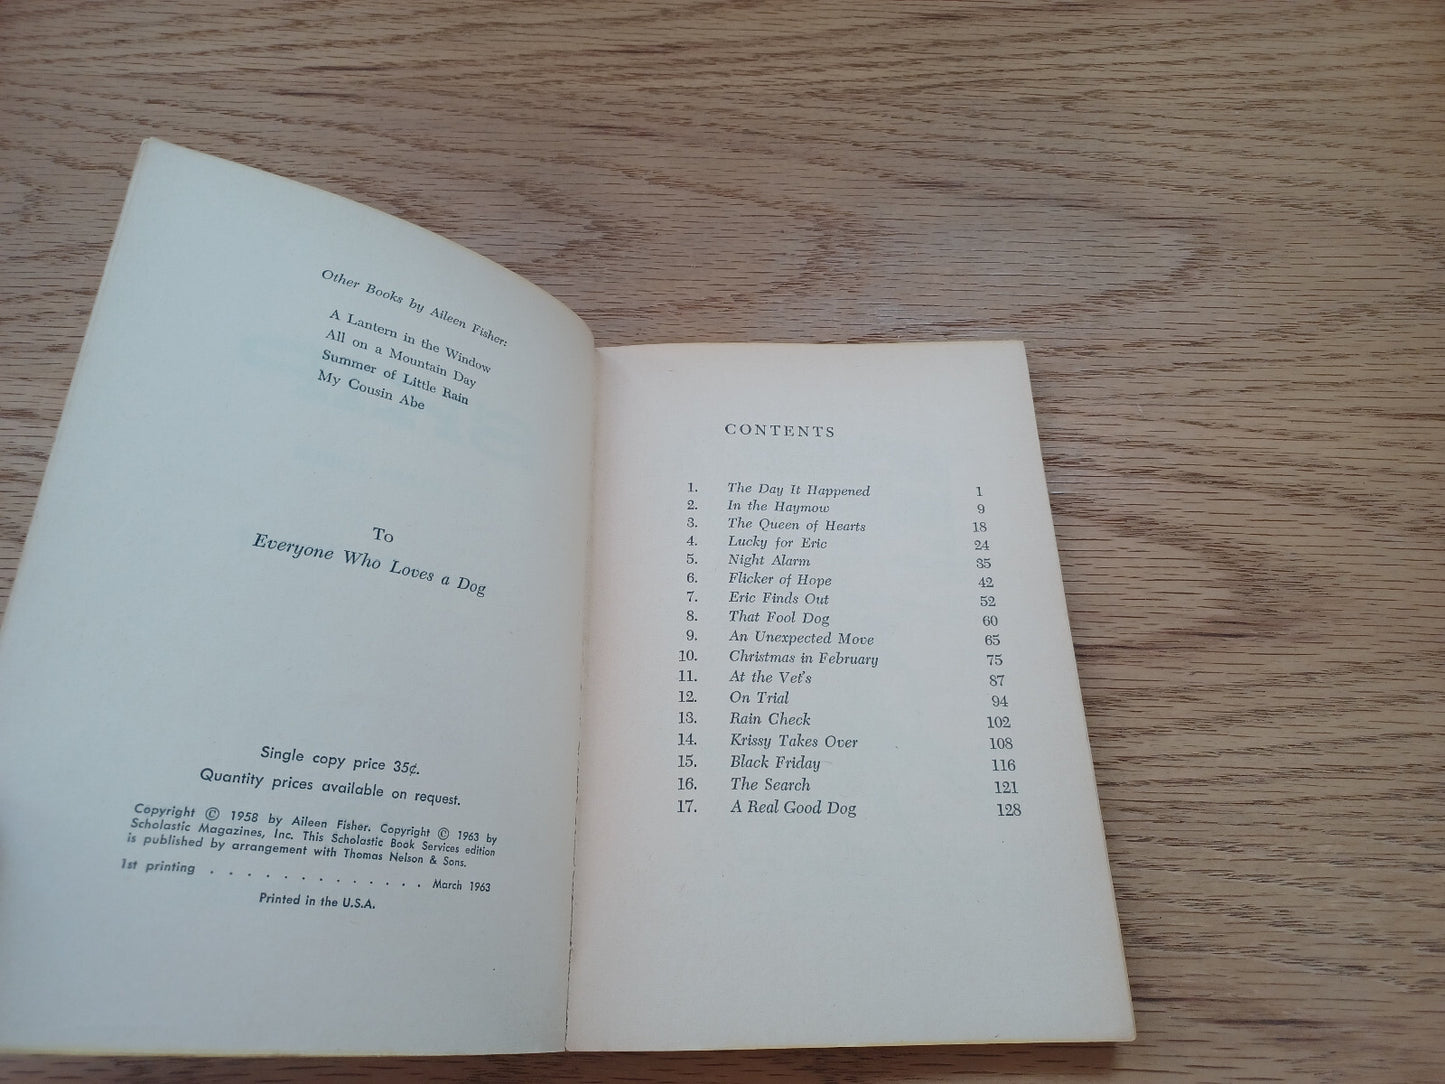 Other Books by Aileen Fisher:
A Lantern in the Window
All on a Mountain Day
Summer of Little Rain
My Cousin Abe
To
Everyone Who Loves a Dog
Single copy price 35¢.
Quantity prices available on request.
Copyright © 1958 by Aileen Fisher. Copyright © 1963 by
Scholastic Magazines, Inc. This Scholastic Book Services edition
is published by arrangement with Thomas Nelson & Sons.
1st printing . . . . . . . . . . . . . March 1963
Printed in the U.S.A.
CONTENTS
1. The Day It Happened 1
2. In the Haymow 9
3. The Queen of Hearts 18
4. Lucky for Eric 24
5. Night Alarm 35
6. Flicker of Hope 42
7. Eric Finds Out 52
8. That Fool Dog 60
9. An Unexpected Move 65
10. Christmas in February 75
11. At the Vet's 87
12. On Trial 94
13. Rain Check 102
14. Krissy Takes Over 108
15. Black Friday 116
16. The Search 121
17. A Real Good Dog 128